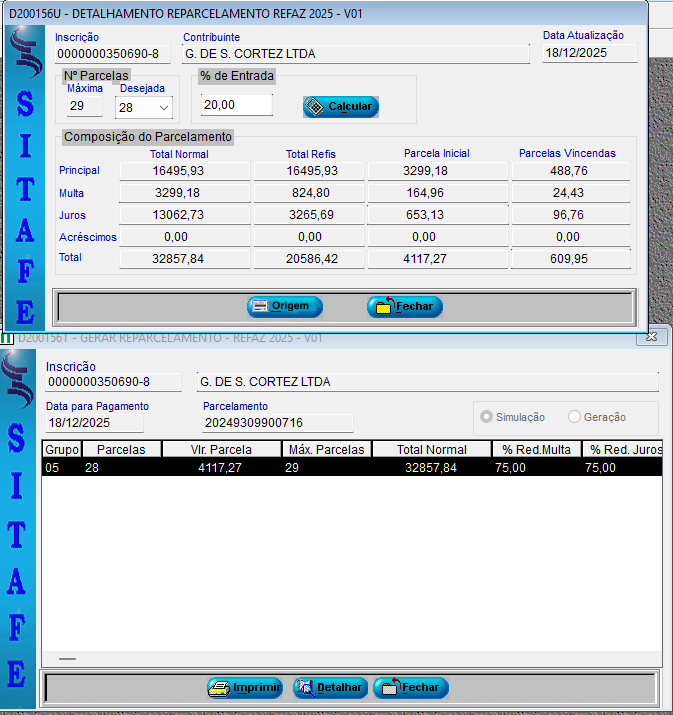 D200156U - DETALHAMENTO REPARCELAMENTO REFAZ 2025 - V01
Inscrição Contribuinte Data Atualização
0000000350690-8 G. DE S. CORTEZ LTDA 18/12/2025
Nº Parcelas % de Entrada
Máxima Desejada
29 28 20,00 Calcular
Composição do Parcelamento
Total Normal Total Refis Parcela Inicial Parcelas Vincendas
Principal 16495,93 16495,93 3299,18 488,76
Multa 3299,18 824,80 164,96 24,43
Juros 13062,73 3265,69 653,13 96,76
Acréscimos 0,00 0,00 0,00 0,00
Total 32857,84 20586,42 4117,27 609,95
Origem Fechar
SITAFE
D200156T - GERAR REPARCELAMENTO - REFAZ 2025 - V01
Inscrição
0000000350690-8 G. DE S. CORTEZ LTDA
Data para Pagamento Parcelamento
18/12/2025 20249309900716 Simulação Geração
Grupo Parcelas Vlr. Parcela Máx. Parcelas Total Normal % Red.Multa % Red. Juros
05 28 4117,27 29 32857,84 75,00 75,00
Imprimir Detalhar Fechar
SITAFE